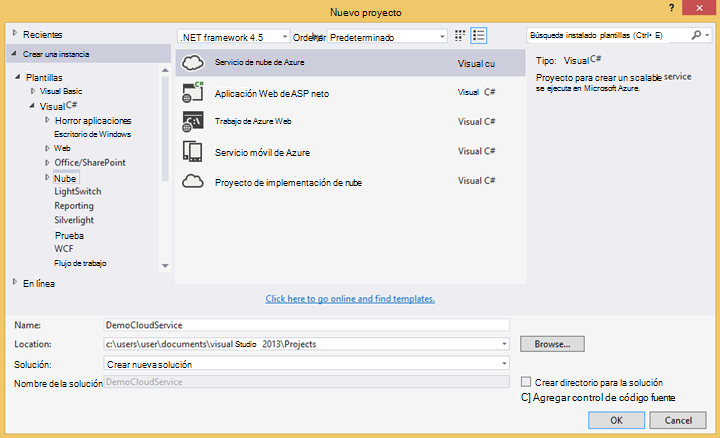 Nuevo proyecto
Recientes
.NET framework 4.5
Ordenar
Predeterminado
Búsqueda instalado plantillas (Ctrl+ E)
Crear una instancia
Plantillas
Visual Basic
Visual C#
Horror aplicaciones
Escritorio de Windows
Web
Office/SharePoint
Nube
LightSwitch
Reporting
Silverlight
Prueba
WCF
Flujo de trabajo
En línea
Servicio de nube de Azure
Visual cu
Aplicación Web de ASP neto
Visual C#
Trabajo de Azure Web
Visual C#
Servicio móvil de Azure
Visual C#
Proyecto de implementación de nube
Visual C#
Tipo: Visual C#
Proyecto para crear un scalable service
se ejecuta en Microsoft Azure.
Click here to go online and find templates.
Name:
DemoCloudService
Location:
c:\users\user\documents\visual Studio 2013\Projects
Browse...
Solución:
Crear nueva solución
Nombre de la solución
DemoCloudService
Crear directorio para la solución
C] Agregar control de código fuente
OK
Cancel